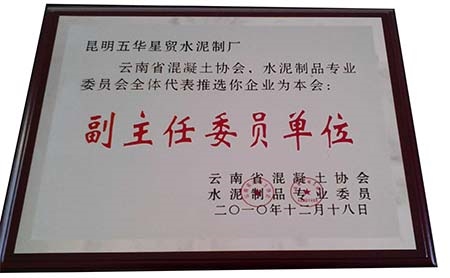 昆明五华星贸水泥制厂
云南省混凝土协会、水泥制品专业
委员会全体代表推选你企业为本会：
副主任委员单位
云南省混凝土协会
水泥制品专业委员
二〇一〇年十二月十八日